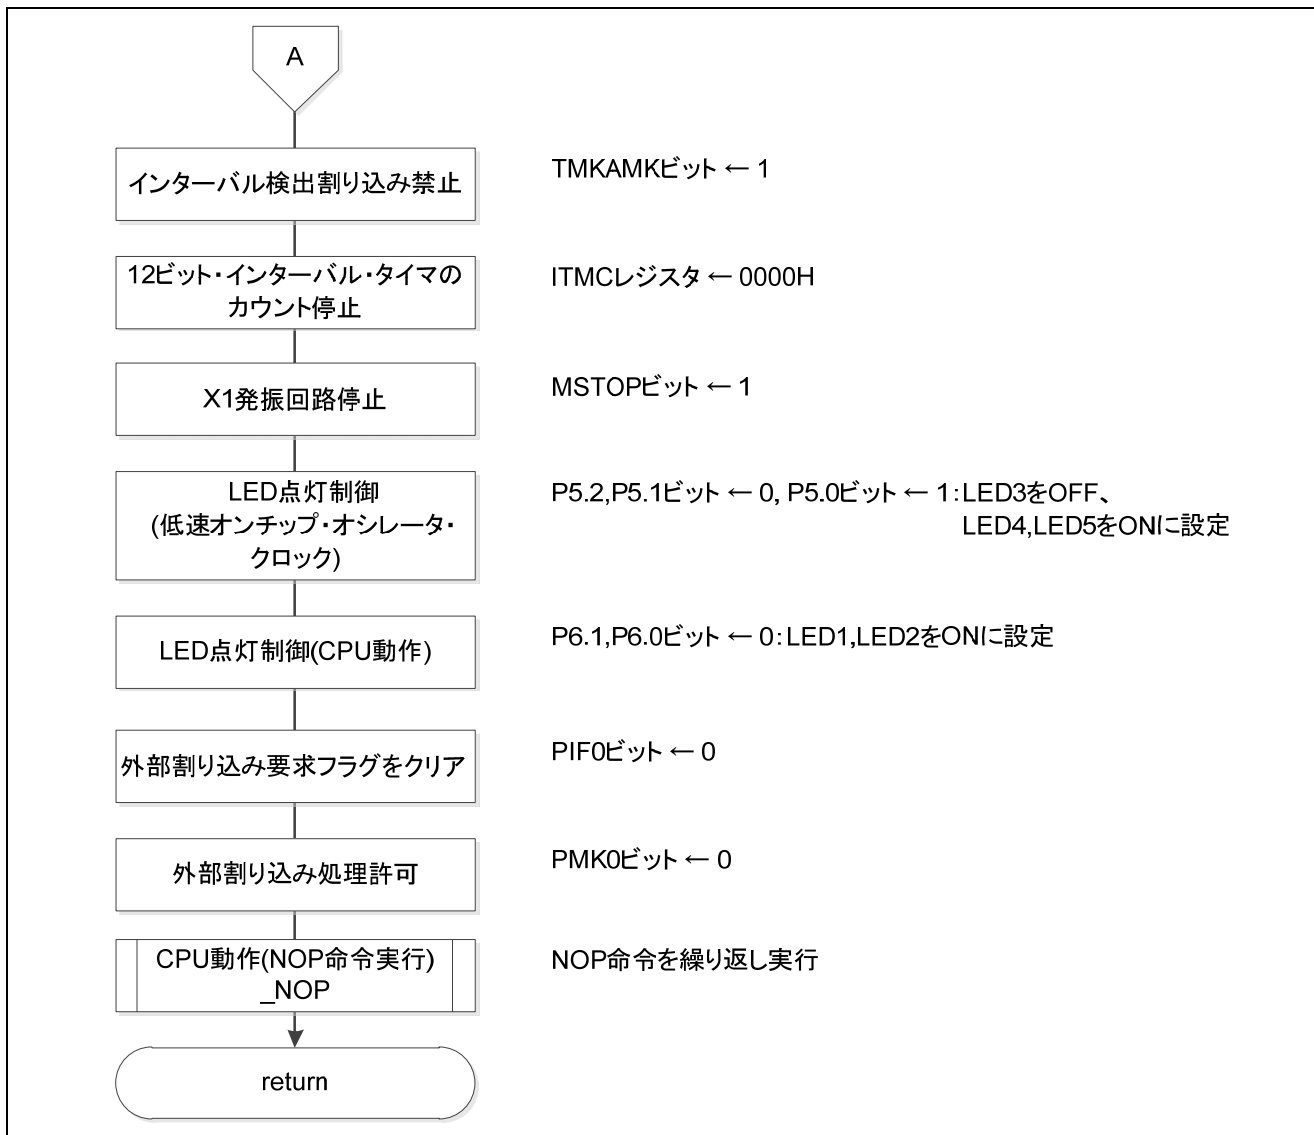 A
インターバル検出割り込み禁止
TMKAMKビット ← 1
12ビット・インターバル・タイマの
カウント停止
ITMCレジスタ ← 0000H
X1発振回路停止
MSTOPビット ← 1
LED点灯制御
(低速オンチップ・オシレータ・
クロック)
P5.2,P5.1ビット ← 0, P5.0ビット ← 1:LED3をOFF、
LED4,LED5をONに設定
LED点灯制御(CPU動作)
P6.1,P6.0ビット ← 0:LED1,LED2をONに設定
外部割り込み要求フラグをクリア
PIF0ビット ← 0
外部割り込み処理許可
PMK0ビット ← 0
CPU動作(NOP命令実行)
_NOP
NOP命令を繰り返し実行
return